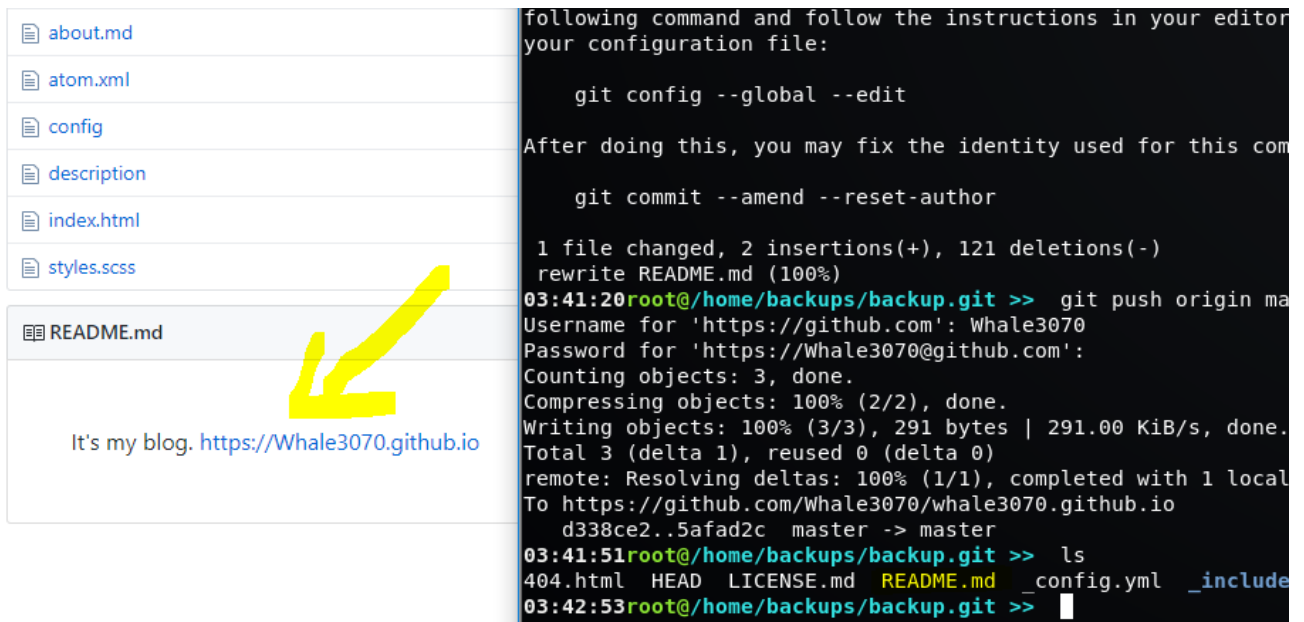 about.md
atom.xml
config
description
index.html
styles.scss
README.md
It's my blog. https://Whale3070.github.io
following command and follow the instructions in your editor
your configuration file:
git config --global --edit
After doing this, you may fix the identity used for this com
git commit --amend --reset-author
1 file changed, 2 insertions(+), 121 deletions(-)
rewrite README.md (100%)
03:41:20root@/home/backups/backup.git >> git push origin ma
Username for 'https://github.com': Whale3070
Password for 'https://Whale3070@github.com':
Counting objects: 3, done.
Compressing objects: 100% (2/2), done.
Writing objects: 100% (3/3), 291 bytes | 291.00 KiB/s, done.
Total 3 (delta 1), reused 0 (delta 0)
remote: Resolving deltas: 100% (1/1), completed with 1 local
To https://github.com/Whale3070/whale3070.github.io
d338ce2..5afad2c master -> master
03:41:51root@/home/backups/backup.git >> ls
404.html HEAD LICENSE.md README.md _config.yml _include
03:42:53root@/home/backups/backup.git >>